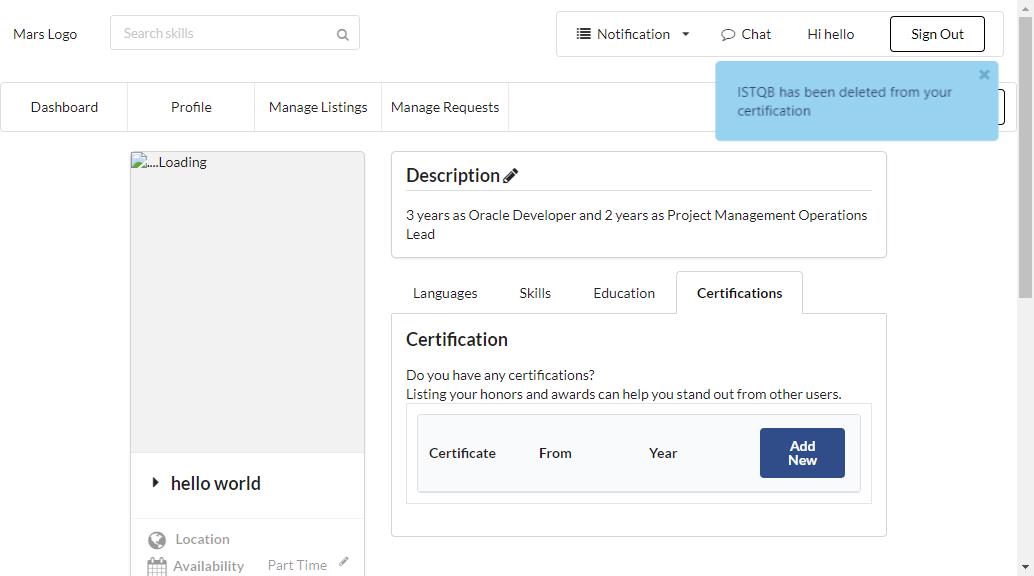 Mars Logo
Search skills
Notification
Chat
Hi hello
Sign Out
Dashboard
Profile
Manage Listings
Manage Requests
ISTQB has been deleted from your
certification
....Loading
Description
3 years as Oracle Developer and 2 years as Project Management Operations
Lead
Languages
Skills
Education
Certifications
Certification
Do you have any certifications?
Listing your honors and awards can help you stand out from other users.
Certificate
From
Year
Add
New
hello world
Location
Availability
Part Time